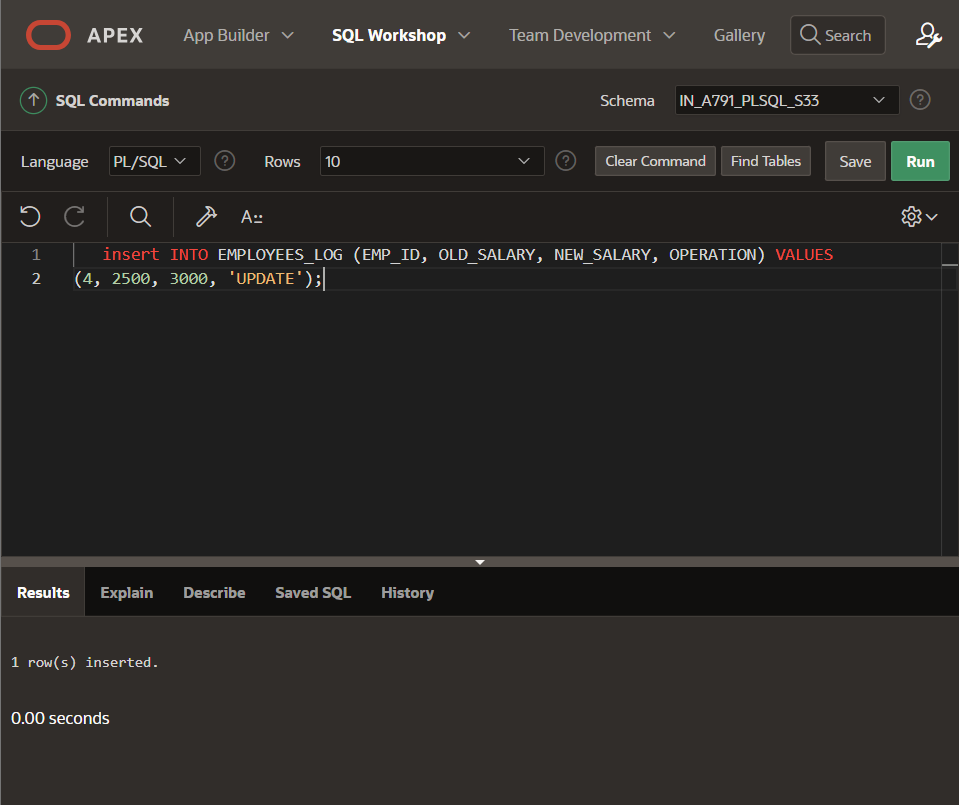 APEX App Builder SQL Workshop Team Development Gallery Search
SQL Commands Schema IN_A791_PLSQL_S33 ?
Language PL/SQL ? Rows 10 ? Clear Command Find Tables Save Run
A::
1 insert INTO EMPLOYEES_LOG (EMP_ID, OLD_SALARY, NEW_SALARY, OPERATION) VALUES
2 (4, 2500, 3000, 'UPDATE');
Results Explain Describe Saved SQL History
1 row(s) inserted.
0.00 seconds